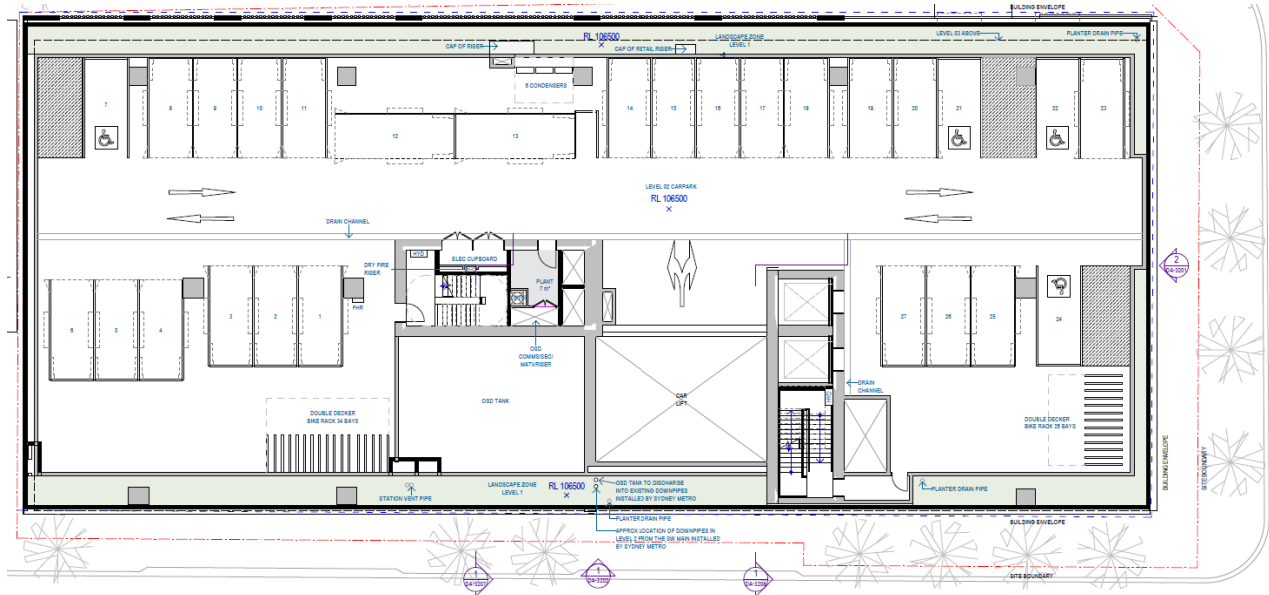 BUILDING ENVELOPE
RL 106500
LANDSCAPE ZONE
LEVEL 1
LEVEL 03 ABOVE
PLANTER DRAIN PIPE
CAP OF RISER
CAP OF RETAIL RISER
6 CONDENSERS
7
8
9
10
11
12
13
14
15
16
17
18
19
20
21
22
23
LEVEL 02 CARPARK
RL 106500
DRAIN CHANNEL
HYD
ELEC CUPBOARD
DRY FIRE
RISER
PLANT
7 m²
2
DA-3201
FHR
6
5
4
3
2
1
27
26
25
24
OSD
COMMS/SEC/
MATV/RISER
DRAIN
CHANNEL
CAR
LIFT
OSD TANK
HYD
DOUBLE DECKER
BIKE RACK 34 BAYS
DOUBLE DECKER
BIKE RACK 28 BAYS
BUILDING ENVELOPE
SITE BOUNDARY
STATION VENT PIPE
LANDSCAPE ZONE
LEVEL 1
RL 106500
OSD TANK TO DISCHARGE
INTO EXISTING DOWNPIPES
INSTALLED BY SYDNEY METRO
PLANTER DRAIN PIPE
PLANTER DRAIN PIPE
APPROX LOCATION OF DOWNPIPES IN
LEVEL 2 FROM THE SW MAIN INSTALLED
BY SYDNEY METRO
BUILDING ENVELOPE
1
DA-3207
1
DA-3202
1
SITE BOUNDARY